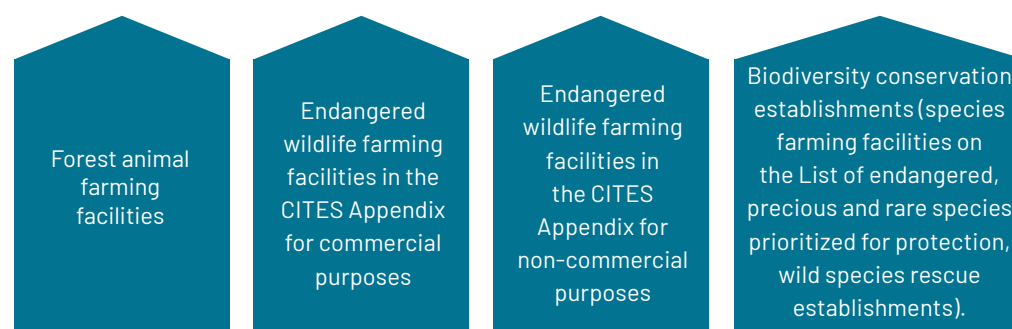 Forest animal
farming
facilities
Endangered
wildlife farming
facilities in the
CITES Appendix
for commercial
purposes
Endangered
wildlife farming
facilities in
the CITES
Appendix for
non-commercial
purposes
Biodiversity conservation
establishments (species
farming facilities on
the List of endangered,
precious and rare species
prioritized for protection,
wild species rescue
establishments).